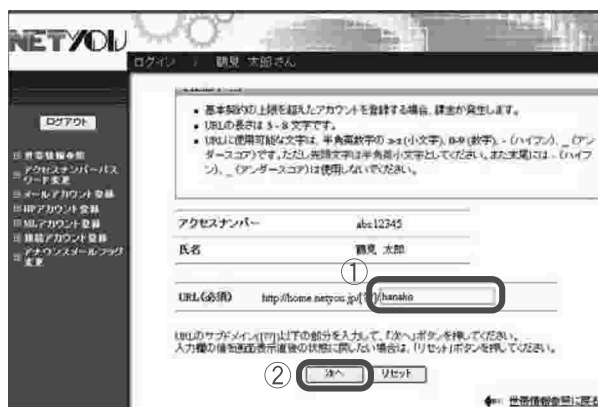 NETYOU
ログイン > 鶴見 太郎さん
ログアウト
世帯情報参照
アクセスナンバーパス
ワード変更
メールアカウント登録
HPアカウント登録
MLアカウント登録
接続アカウント登録
アナウンスメールフラグ
変更
• 基本契約の上限を超えたアカウントを登録する場合、課金が発生します。
• URLの長さは 3 - 8 文字です。
• URLに使用可能な文字は、半角英数字の a-z(小文字)、0-9(数字)、- (ハイフン)、_ (アン
ダースコア)です。ただし先頭文字は半角英小文字としてください。また末尾には - (ハイフ
ン)、_ (アンダースコア)は使用しないでください。
アクセスナンバー abc12345
氏名 鶴見 太郎
①
URL(必須) http://home.netyou.jp/[??]/hanako
URLのサブドメイン([??])以下の部分を入力して、「次へ」ボタンを押してください。
入力欄の値を画面表示直後の状態に戻したい場合は、「リセット」ボタンを押してください。
② 次へ リセット
世帯情報参照に戻る